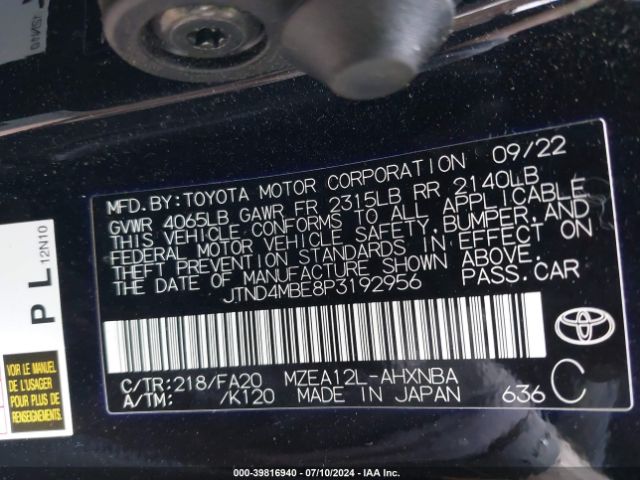 MFD. BY: TOYOTA MOTOR CORPORATION 09/22
GVWR 4065LB GAWR FR 2315LB RR 2140LB
THIS VEHICLE CONFORMS TO ALL APPLICABLE
FEDERAL MOTOR VEHICLE SAFETY, BUMPER, AND
THEFT PREVENTION STANDARDS IN EFFECT ON
THE DATE OF MANUFACTURE SHOWN ABOVE.
JTND4MBE8P3192956 PASS.CAR
C/TR:218/FA20 MZEA12L-AHXNBA
A/TM: /K120 MADE IN JAPAN 636 C
P L 12N10
MANUEL
DE L'USAGER
POUR PLUS DE
RENSEIGNEMENTS.
000-39816940 - 07/10/2024 - IAA Inc.